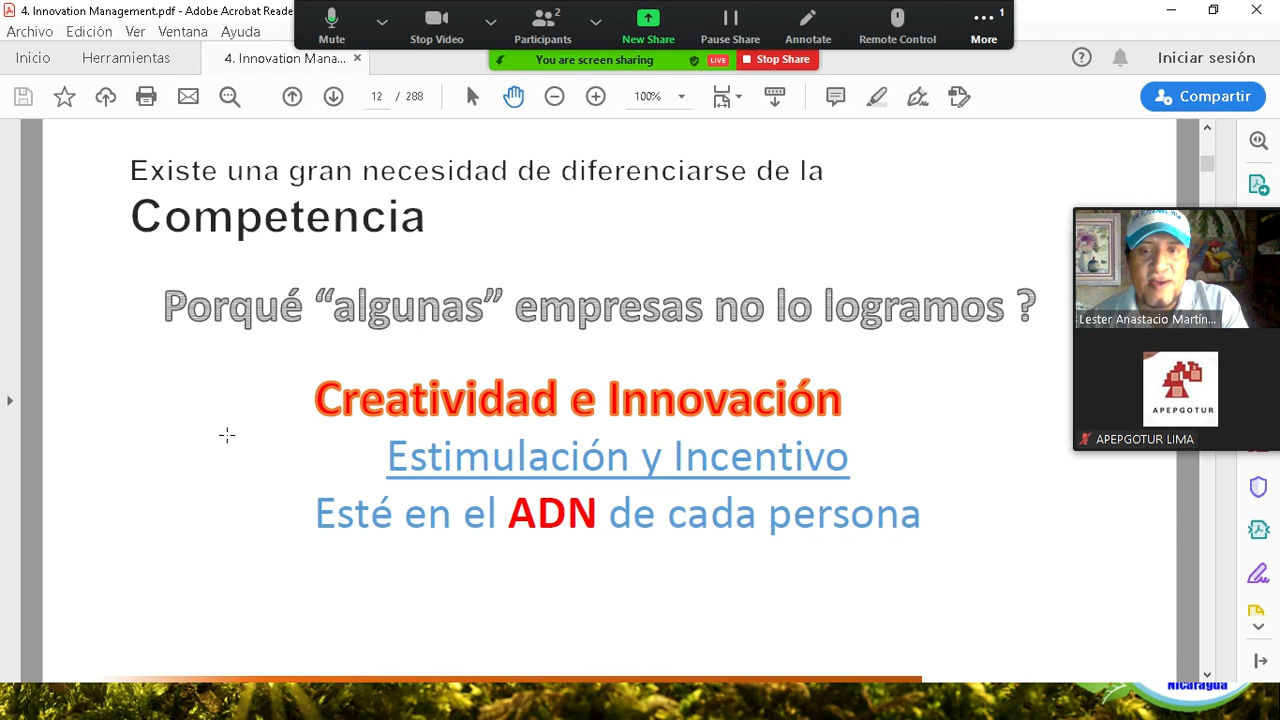 4. Innovation Management.pdf - Adobe Acrobat Reade
Archivo Edición Ver Ventana Ayuda
Mute
Stop Video
2
Participants
New Share
Pause Share
Annotate
Remote Control
1
More
You are screen sharing
LIVE
Stop Share
Inicio
Herramientas
4. Innovation Mana...
Iniciar sesión
12 / 288
100%
Compartir
Existe una gran necesidad de diferenciarse de la
Competencia
Porqué “algunas” empresas no lo logramos ?
Creatividad e Innovación
Estimulación y Incentivo
Esté en el ADN de cada persona
Lester Anastacio Martín...
APEPGOTUR
APEPGOTUR LIMA
Nicaragua